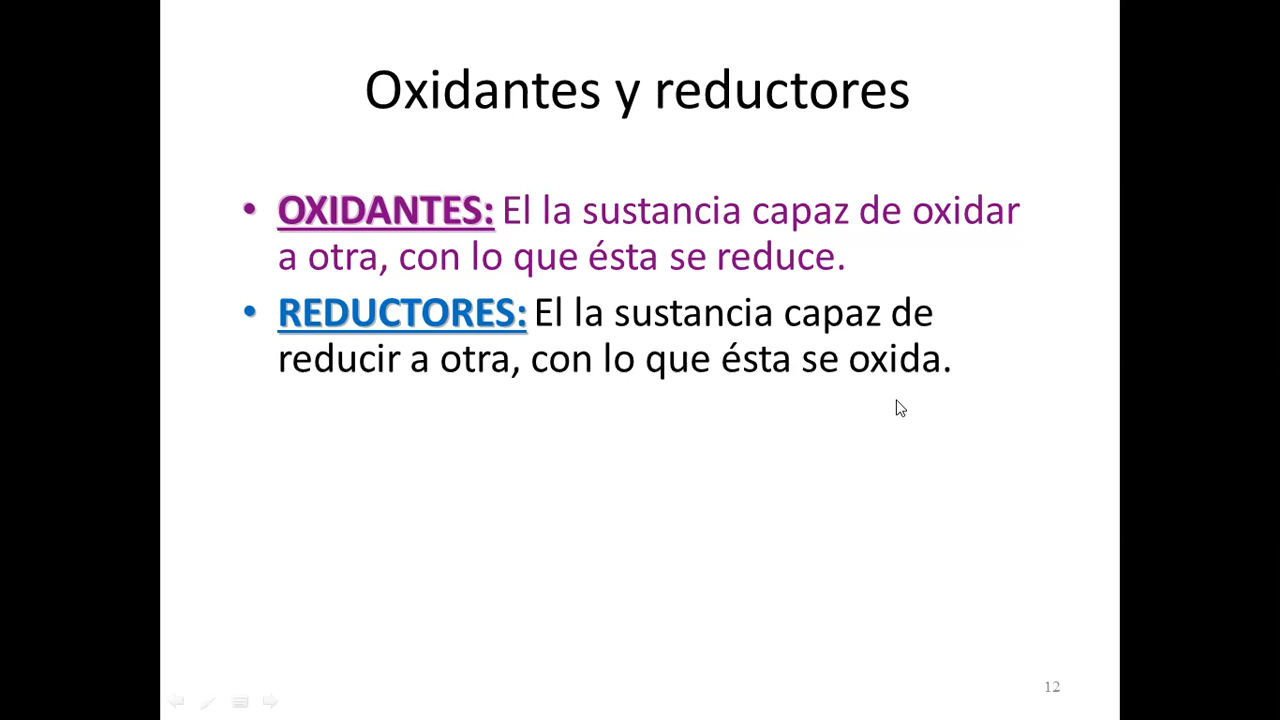 Oxidantes y reductores
• OXIDANTES: El la sustancia capaz de oxidar
a otra, con lo que ésta se reduce.
• REDUCTORES: El la sustancia capaz de
reducir a otra, con lo que ésta se oxida.
12